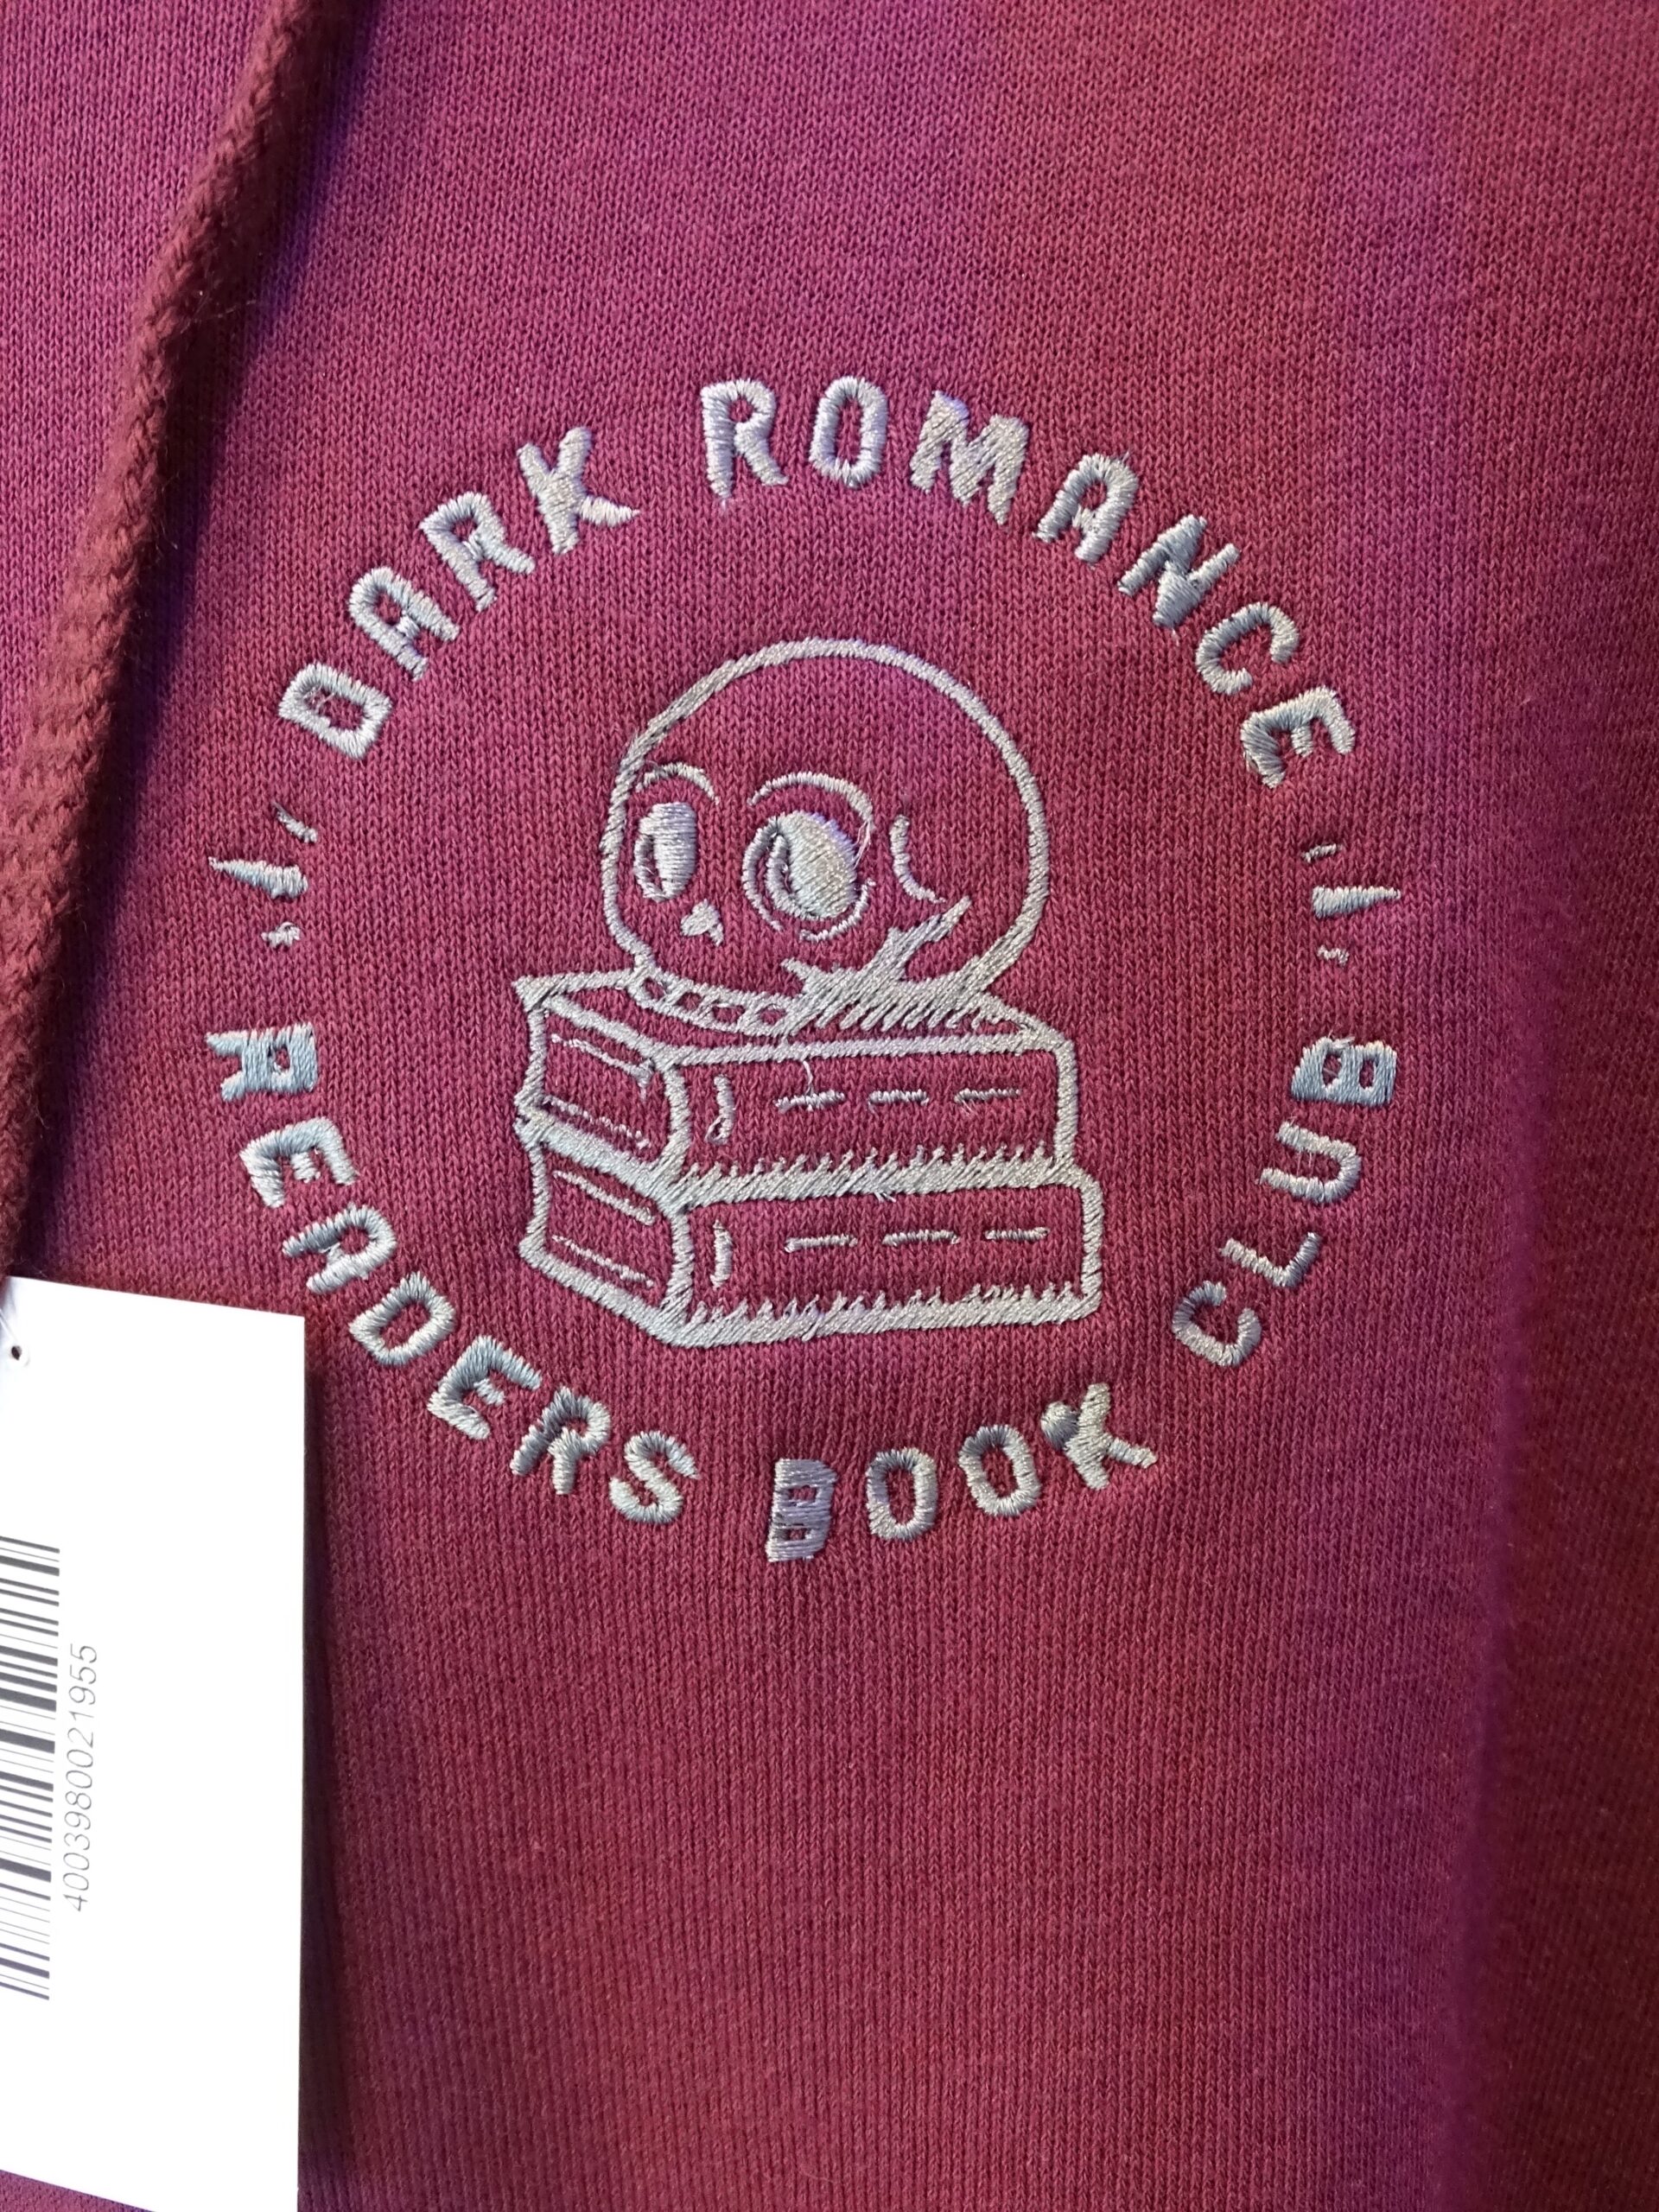 DARK ROMANCE
READERS BOOK CLUB
4003980021955